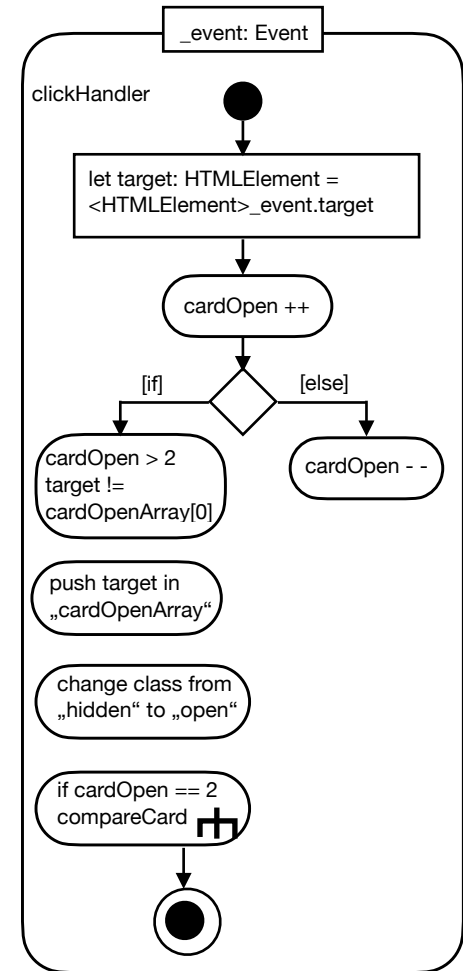 _event: Event
clickHandler
let target: HTMLElement =
<HTMLElement>_event.target
cardOpen ++
[if]
[else]
cardOpen > 2
target !=
cardOpenArray[0]
cardOpen - -
push target in
„cardOpenArray“
change class from
„hidden“ to „open“
if cardOpen == 2
compareCard